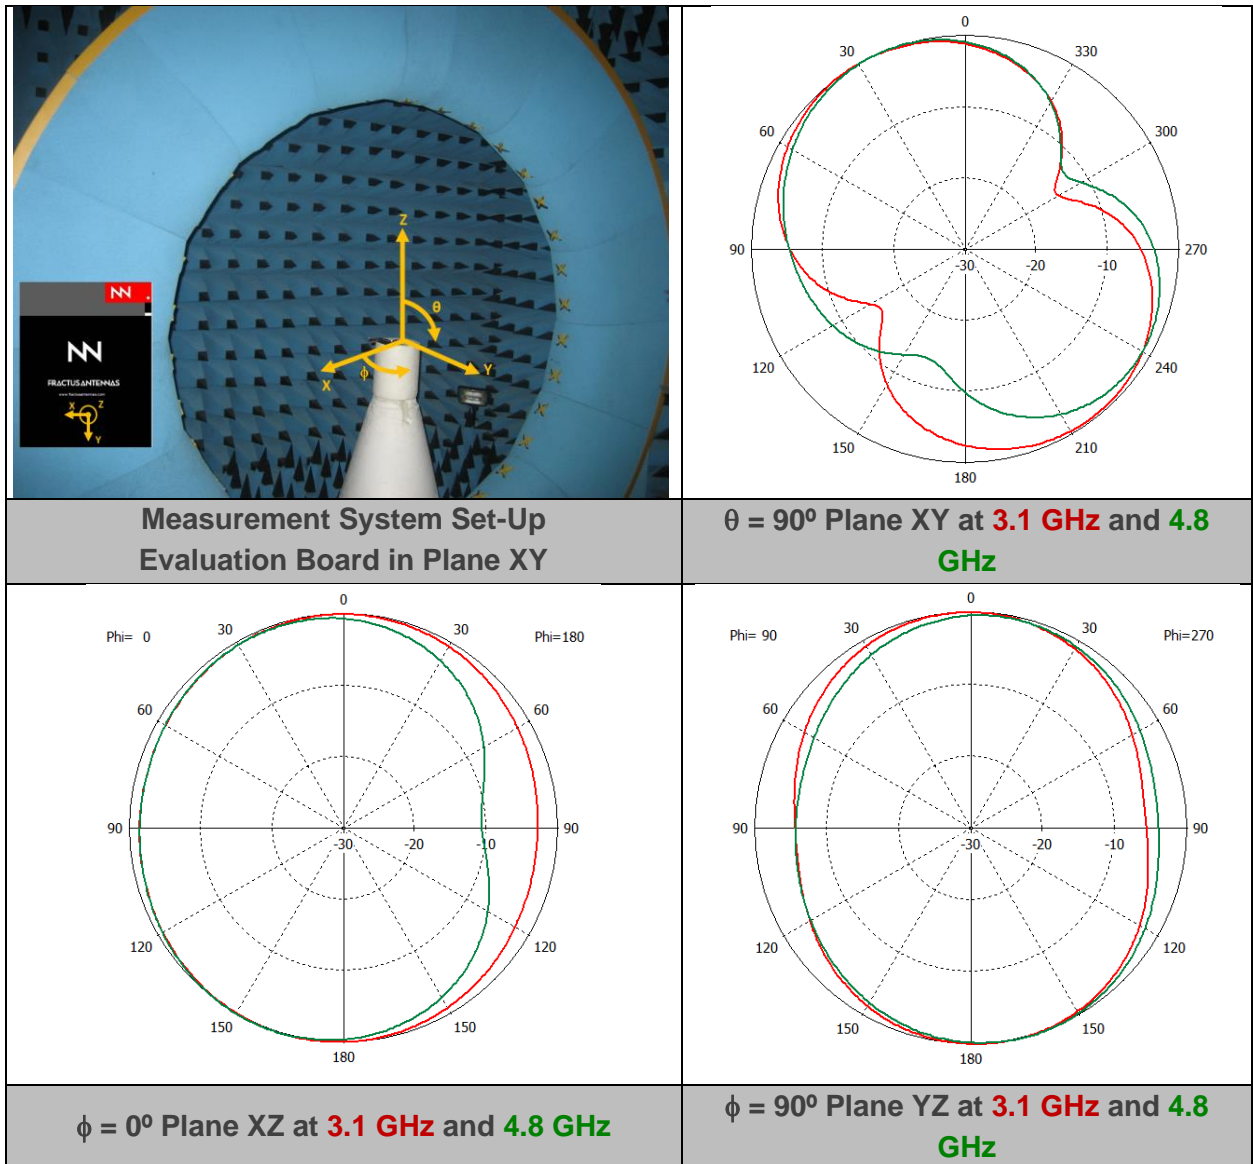 Z
θ
X
ϕ
Y
FRACTUSANTENNAS
www.fractusantennas.com
X
Z
Y
0
30
330
60
300
90
270
-30
-20
-10
120
240
150
210
180
Measurement System Set-Up
Evaluation Board in Plane XY
θ = 90º Plane XY at 3.1 GHz and 4.8
GHz
0
Phi= 0
30
30
Phi=180
60
60
90
90
-30
-20
-10
120
120
150
150
180
ϕ = 0º Plane XZ at 3.1 GHz and 4.8 GHz
0
Phi= 90
30
30
Phi=270
60
60
90
90
-30
-20
-10
120
120
150
150
180
ϕ = 90º Plane YZ at 3.1 GHz and 4.8
GHz